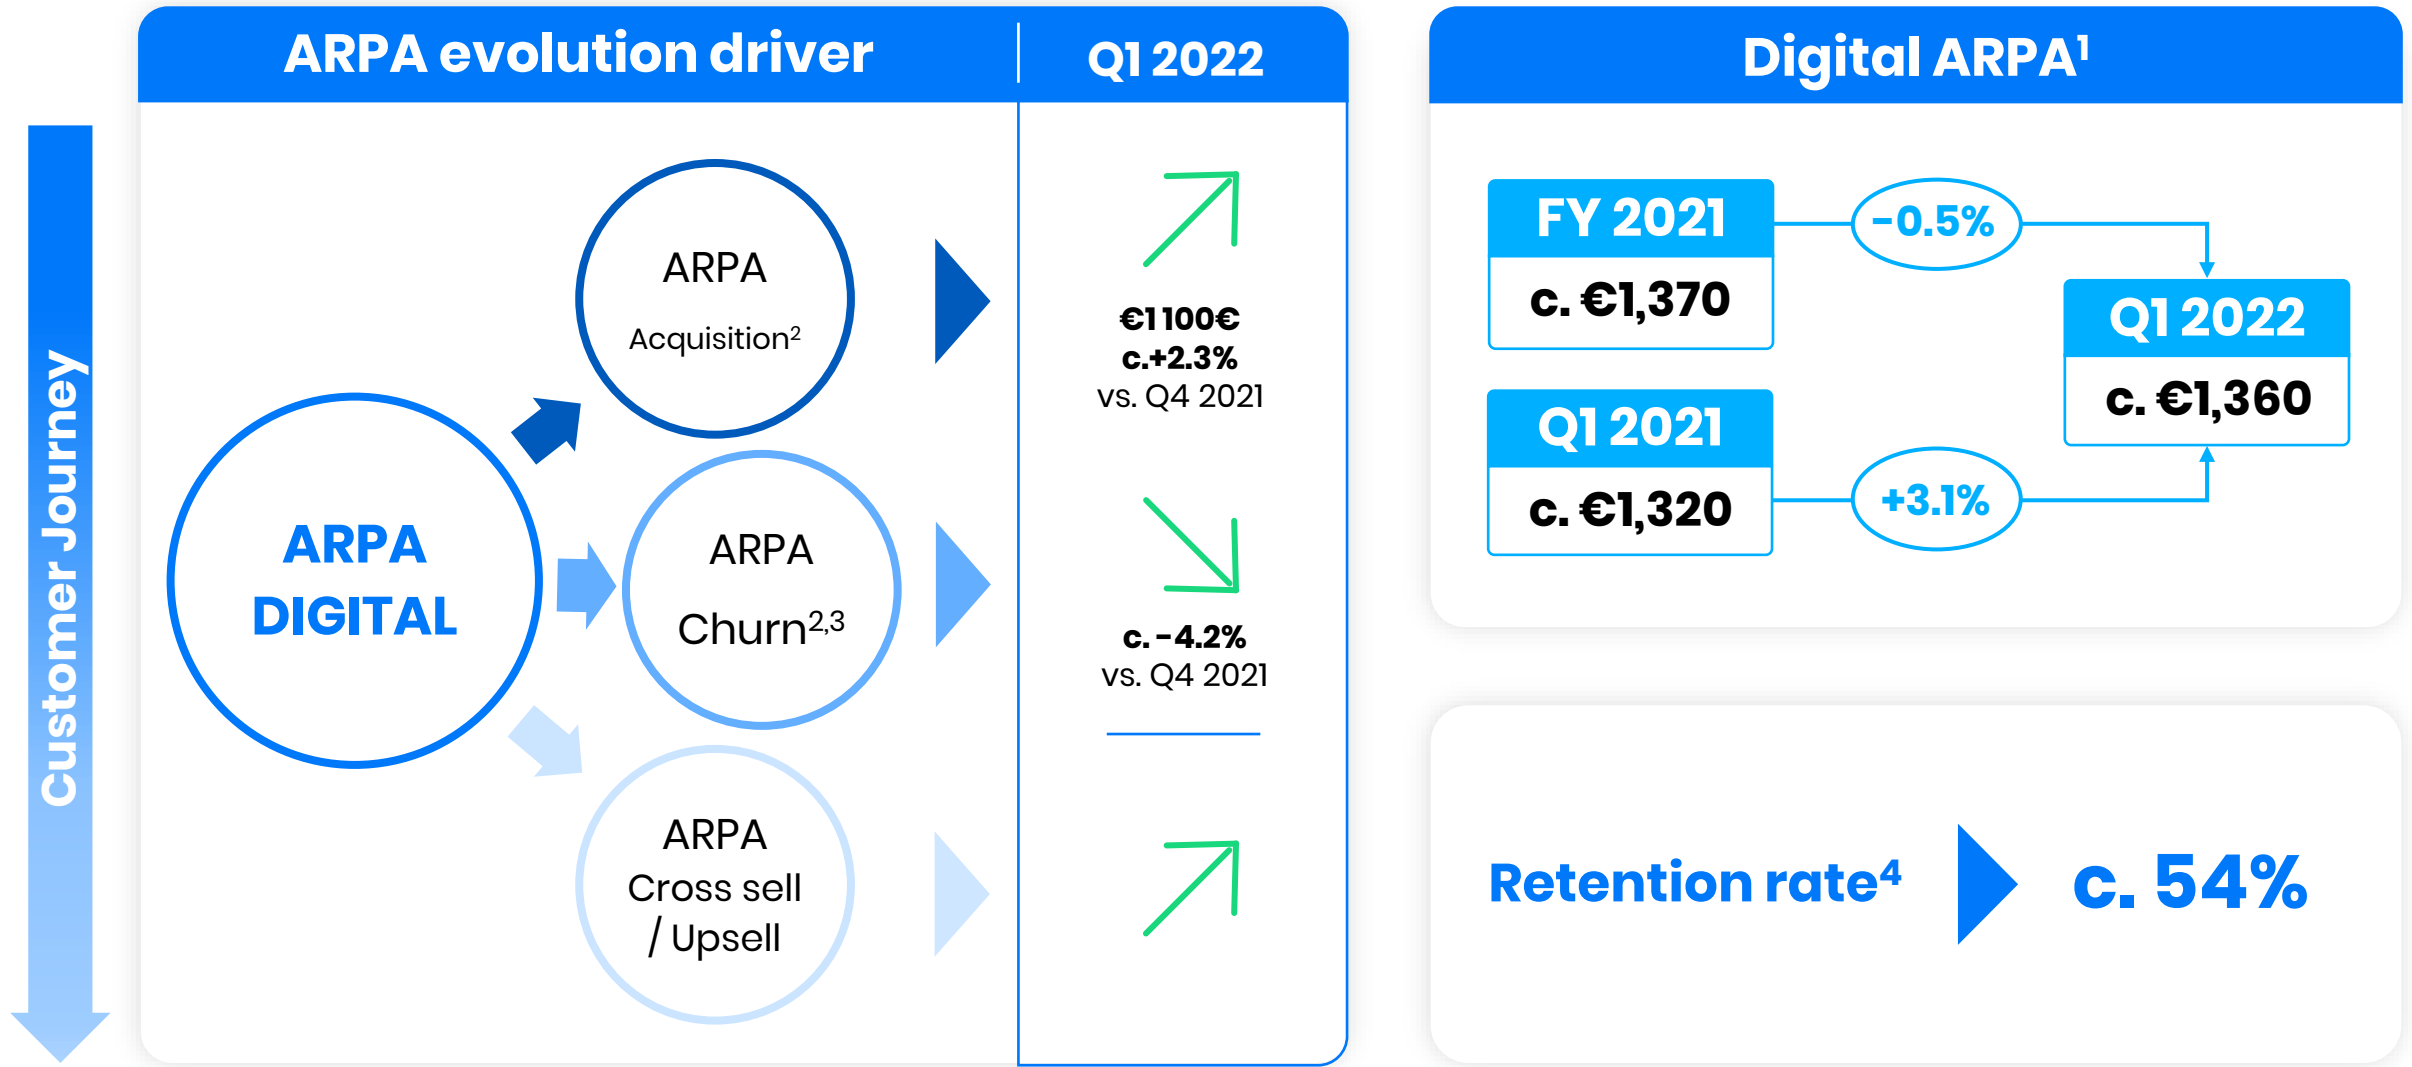 Customer Journey
ARPA evolution driver
Q1 2022
ARPA
DIGITAL
ARPA
Acquisition²
€1 100€
c.+2.3%
vs. Q4 2021
ARPA
Churn²,³
c. -4.2%
vs. Q4 2021
ARPA
Cross sell
/ Upsell
Digital ARPA¹
FY 2021
c. €1,370
-0.5%
Q1 2022
c. €1,360
Q1 2021
c. €1,320
+3.1%
Retention rate⁴
c. 54%